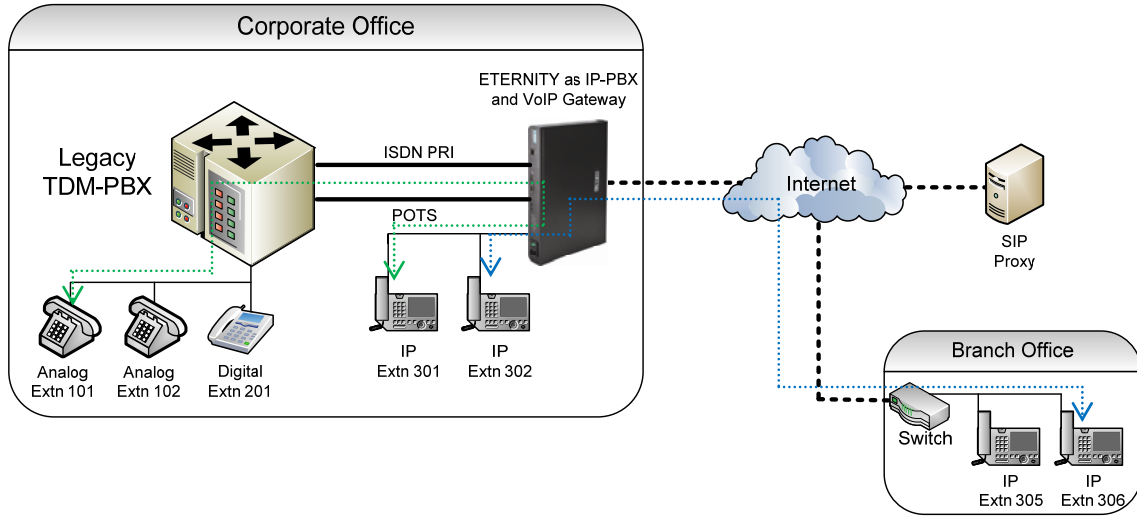 Corporate Office
ETERNITY as IP-PBX
and VoIP Gateway
Legacy
TDM-PBX
ISDN PRI
POTS
Internet
SIP
Proxy
Analog
Extn 101
Analog
Extn 102
Digital
Extn 201
IP
Extn 301
IP
Extn 302
Branch Office
Switch
IP
Extn 305
IP
Extn 306